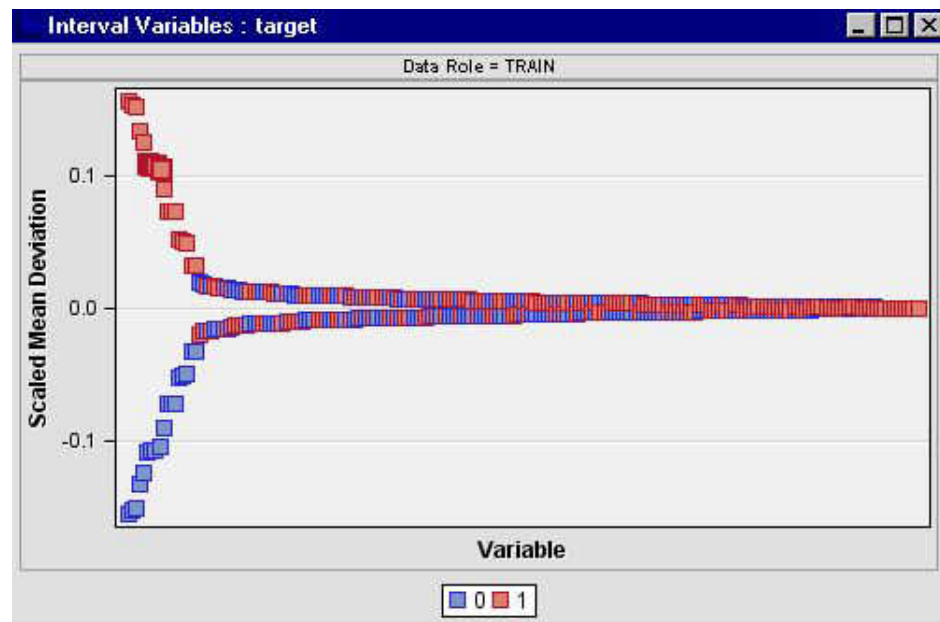 Interval Variables : target
Data Role = TRAIN
Scaled Mean Deviation
0.1
0.0
-0.1
Variable
0 1